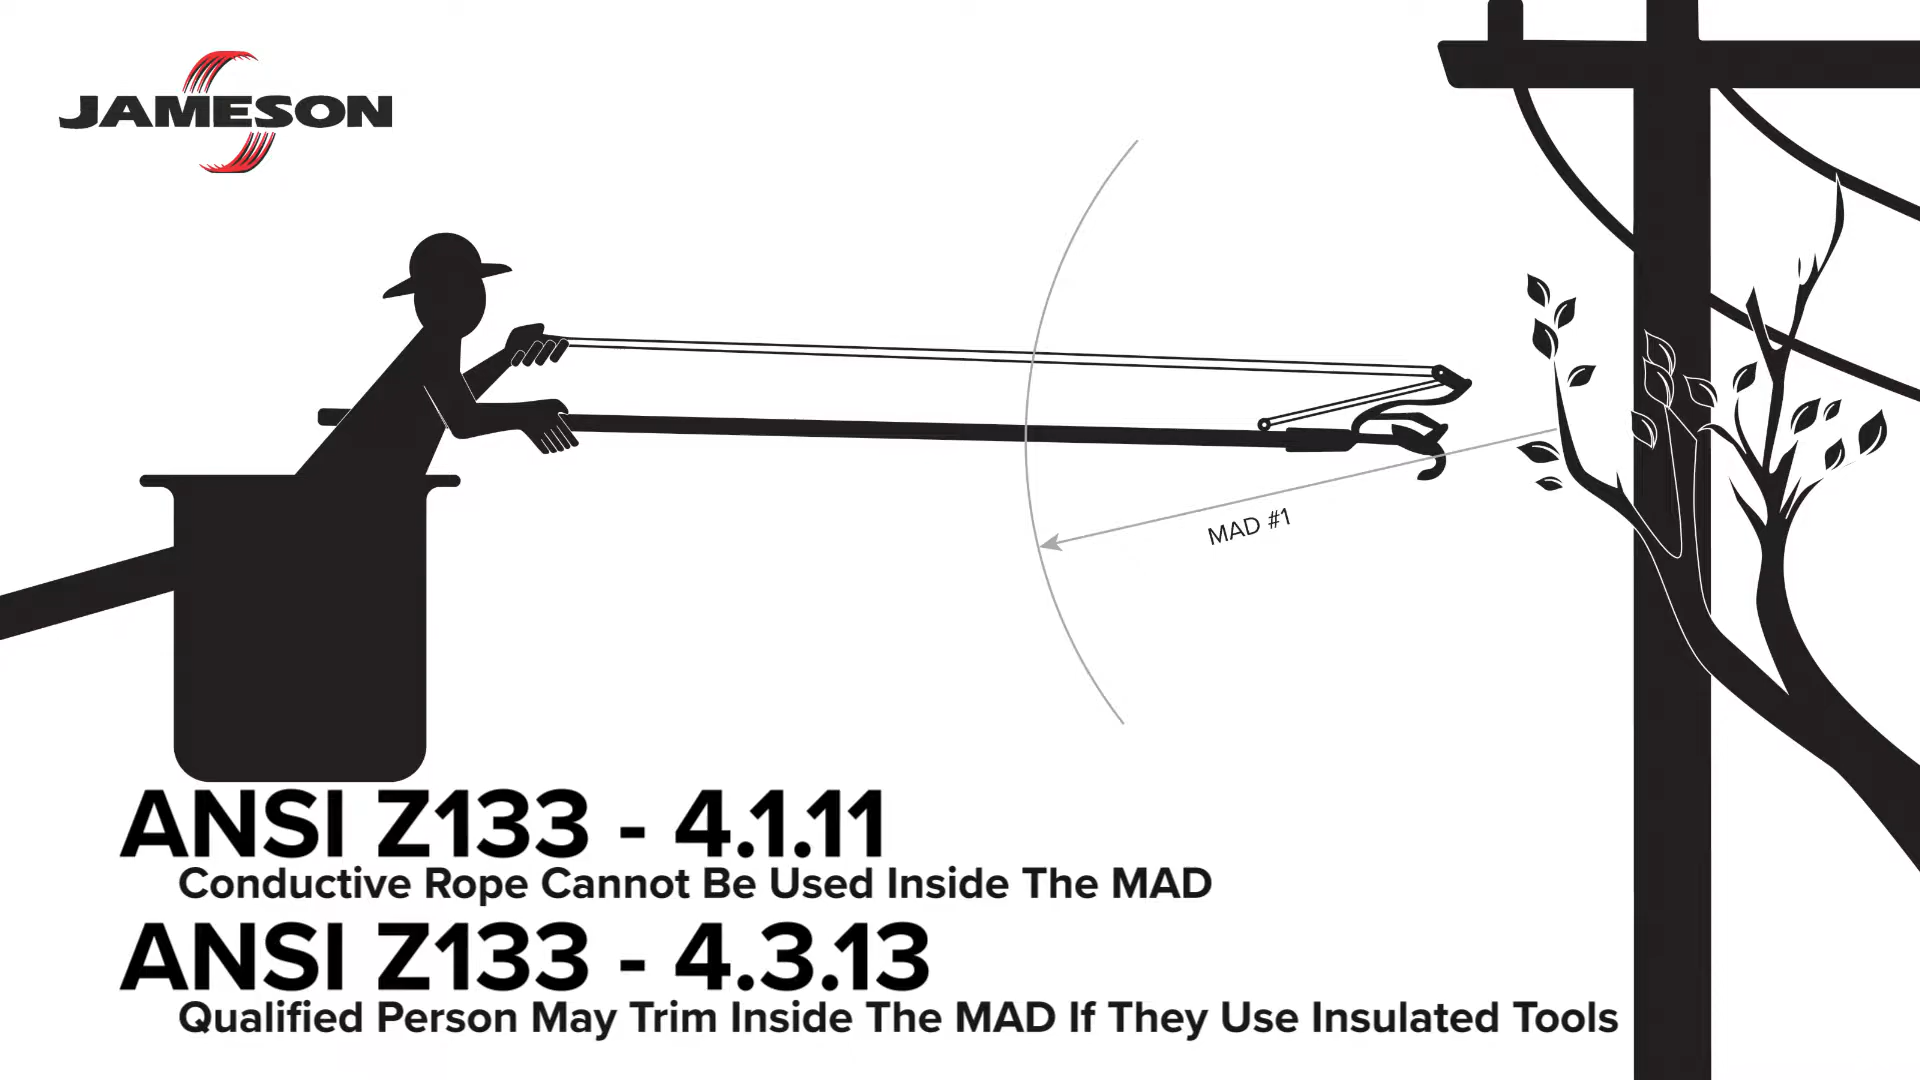 JAMESON
MAD #1
ANSI Z133 - 4.1.11
Conductive Rope Cannot Be Used Inside The MAD
ANSI Z133 - 4.3.13
Qualified Person May Trim Inside The MAD If They Use Insulated Tools